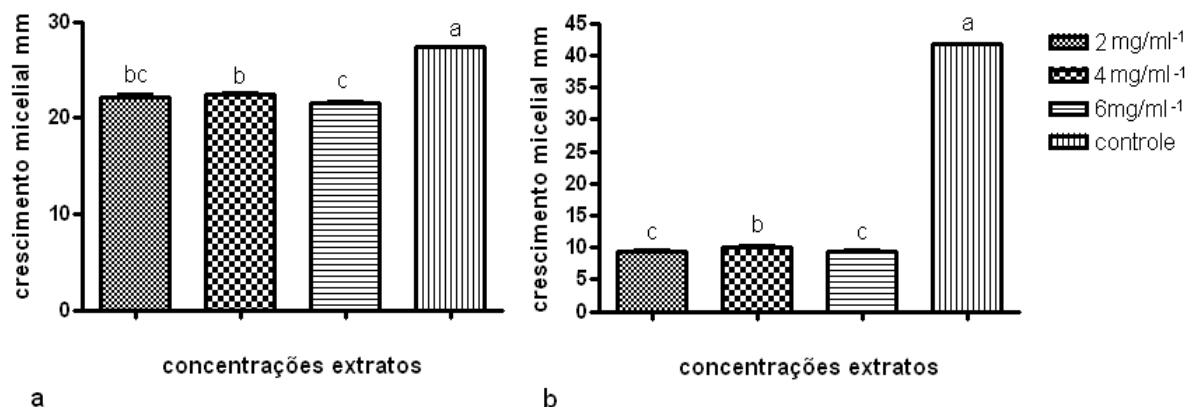 crescimento micelial mm
30
20
10
0
bc
b
c
a
concentrações extratos
a
crescimento micelial mm
45
40
35
30
25
20
15
10
5
0
c
b
c
a
concentrações extratos
b
2 mg/ml⁻¹
4 mg/ml⁻¹
6mg/ml⁻¹
controle